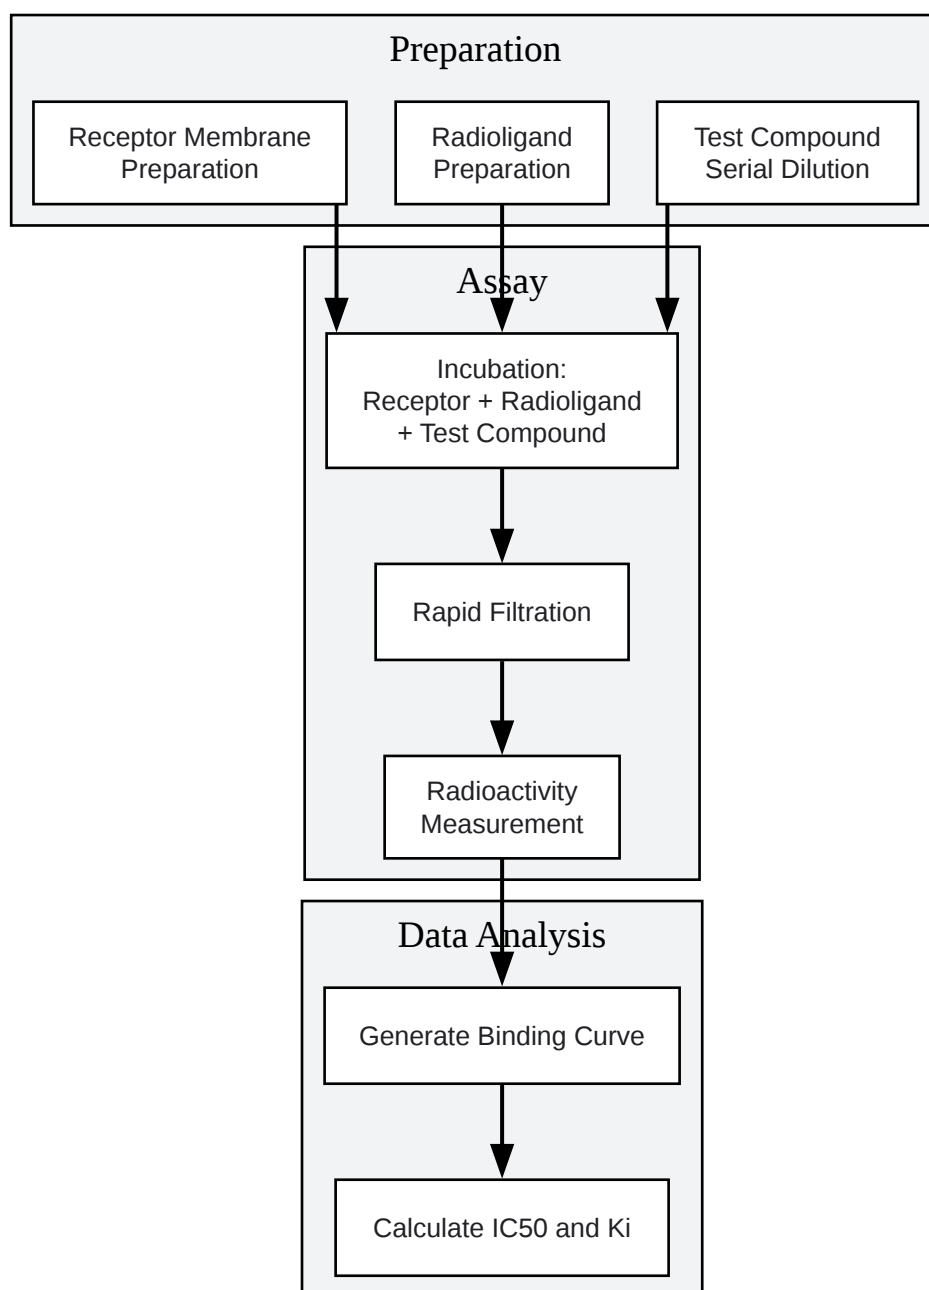 Preparation
Receptor Membrane
Preparation
Radioligand
Preparation
Test Compound
Serial Dilution
Assay
Incubation:
Receptor + Radioligand
+ Test Compound
Rapid Filtration
Radioactivity
Measurement
Data Analysis
Generate Binding Curve
Calculate IC50 and Ki